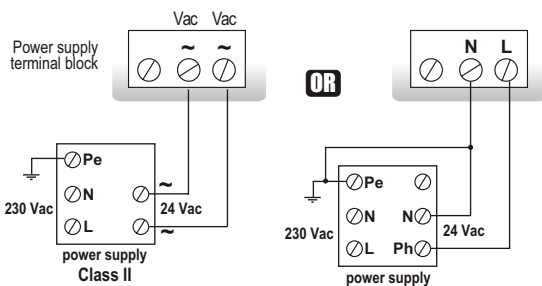 Vac Vac
Power supply
terminal block
~ ~
Pe
N
L
230 Vac
~
24 Vac
~
power supply
Class II
OR
N L
Pe
N
L
230 Vac
N
Ph
24 Vac
power supply